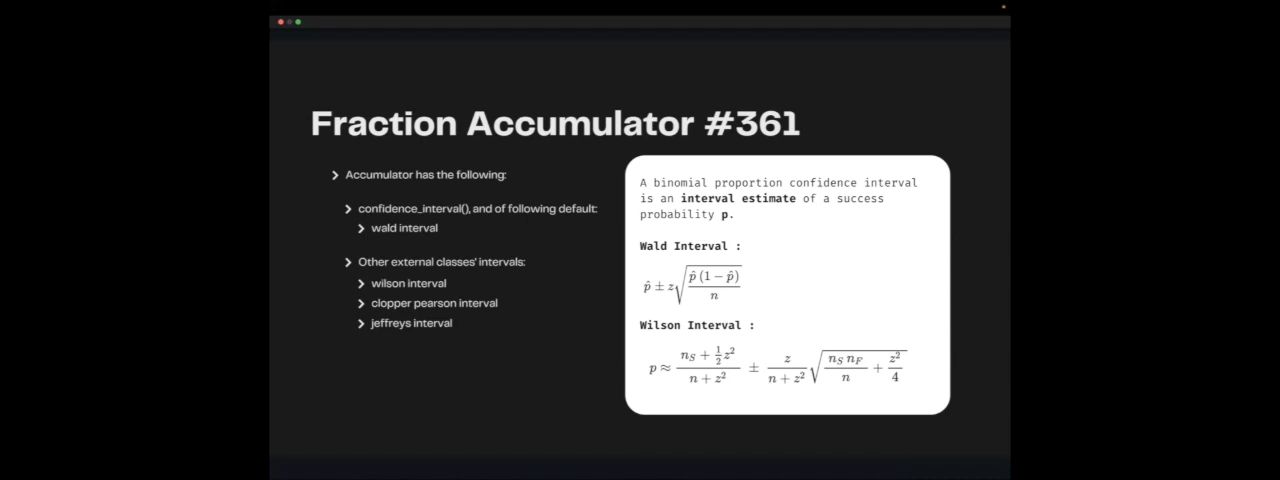 Fraction Accumulator #361
Accumulator has the following:
confidence_interval(), and of following default:
wald interval
Other external classes' intervals:
wilson interval
clopper pearson interval
jeffreys interval
A binomial proportion confidence interval
is an interval estimate of a success
probability p.
Wald Interval :
p̂ ± z√(p̂ (1 − p̂) / n)
Wilson Interval :
p ≈ (n_S + ½z²) / (n + z²) ± z / (n + z²) √(n_S n_F / n + z² / 4)